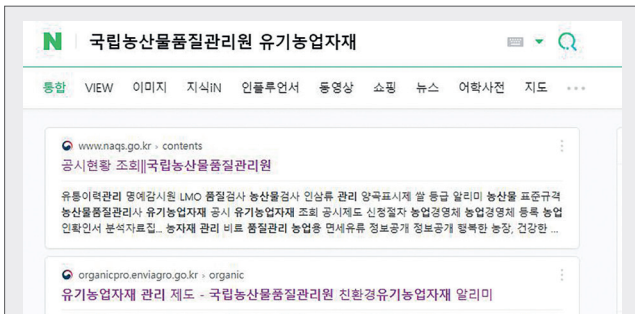 N 국립농산물품질관리원 유기농업자재
통합 VIEW 이미지 지식iN 인플루언서 동영상 쇼핑 뉴스 어학사전 지도
www.naqs.go.kr › contents
공시현황 조회||국립농산물품질관리원
유통이력관리 명예감시원 LMO 품질검사 농산물검사 인삼류 관리 양곡표시제 쌀 등급 알리미 농산물 표준규격
농산물품질관리사 유기농업자재 공시 유기농업자재 조회 공시제도 신청절차 농업경영체 농업경영체 등록 농업
인확인서 분석자료집... 농자재 관리 비료 품질관리 농업용 면세유류 정보공개 정보공개 행복한 농장, 건강한 ...
organicpro.enviagro.go.kr › organic
유기농업자재 관리 제도 - 국립농산물품질관리원 친환경유기농업자재 알리미